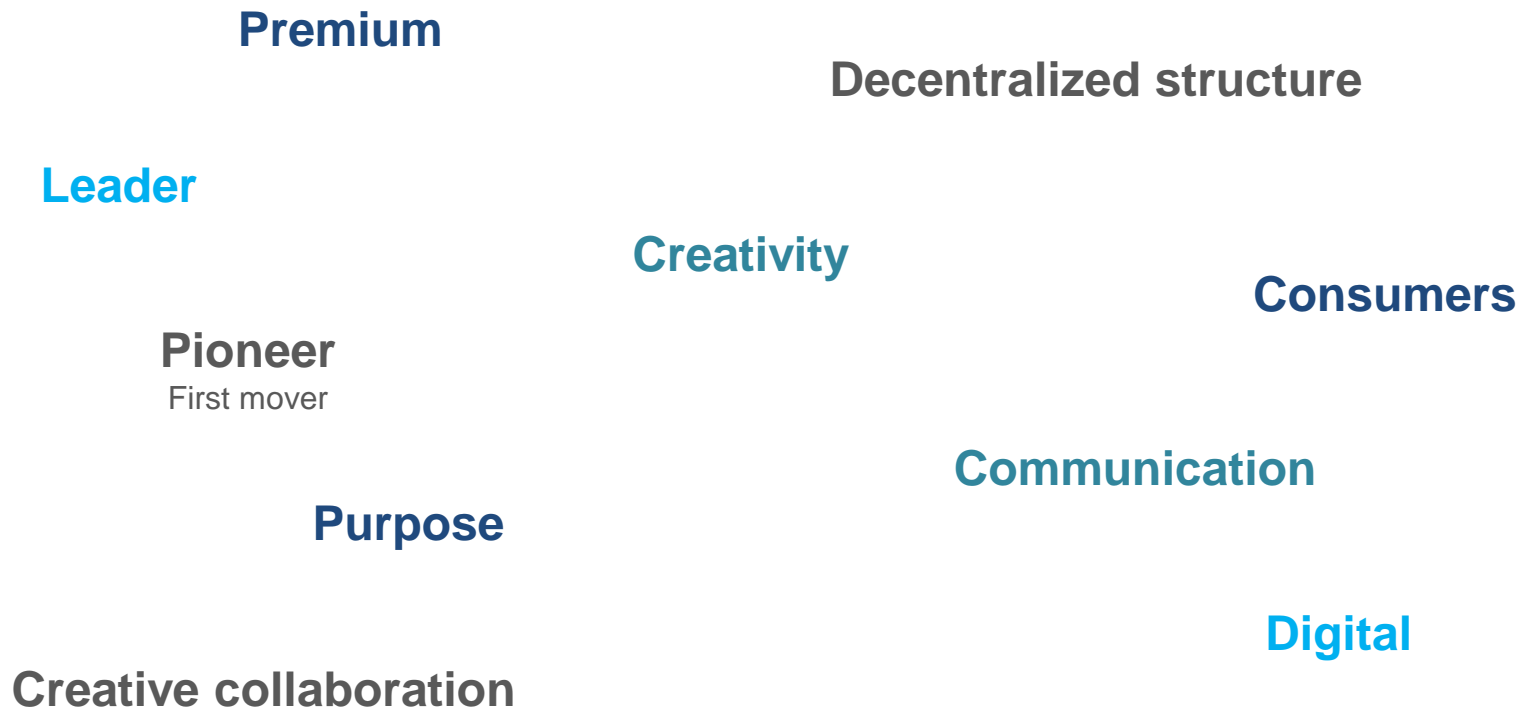 Premium
Decentralized structure
Leader
Creativity
Consumers
Pioneer
First mover
Communication
Purpose
Digital
Creative collaboration